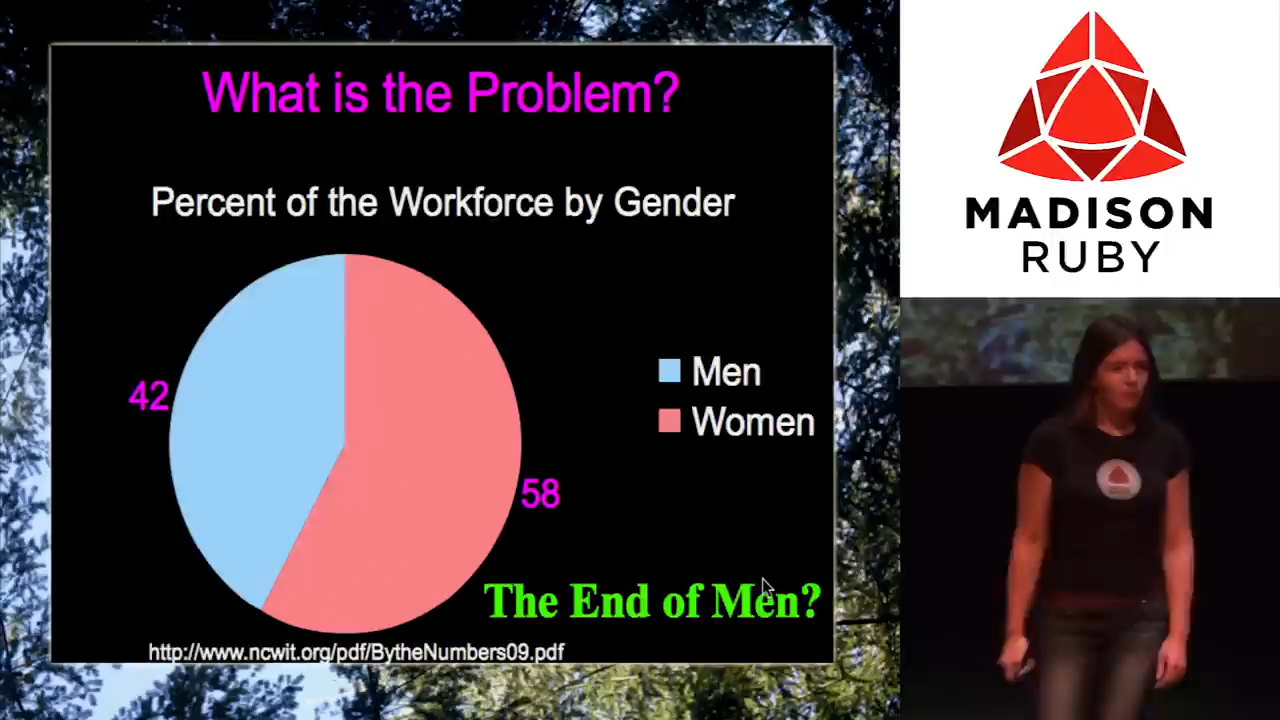 What is the Problem?
Percent of the Workforce by Gender
42
58
Men
Women
The End of Men?
http://www.ncwit.org/pdf/BytheNumbers09.pdf
MADISON
RUBY